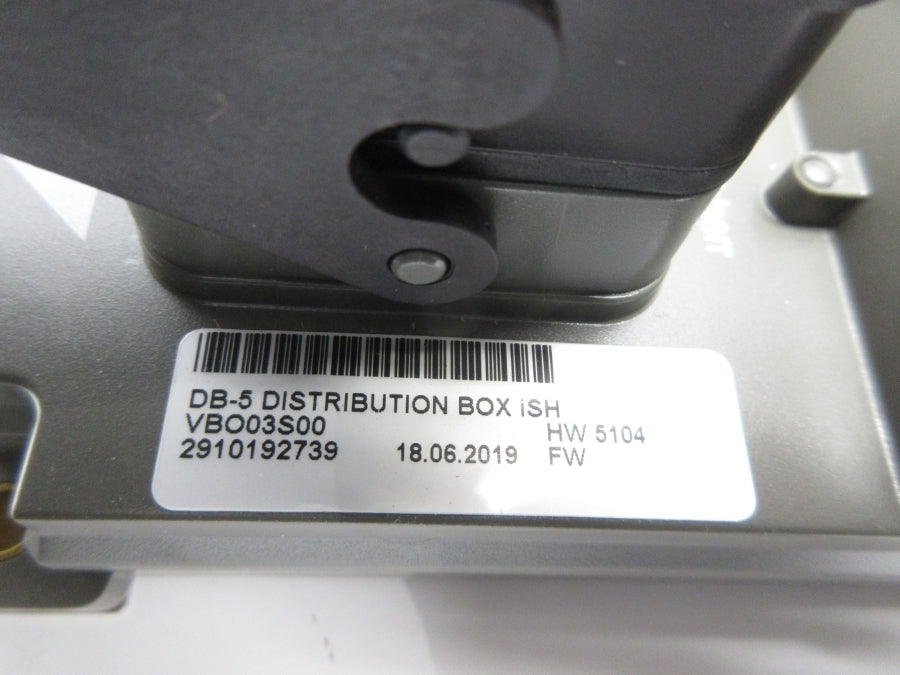 DB-5 DISTRIBUTION BOX iSH
VBO03S00
HW 5104
2910192739 18.06.2019 FW